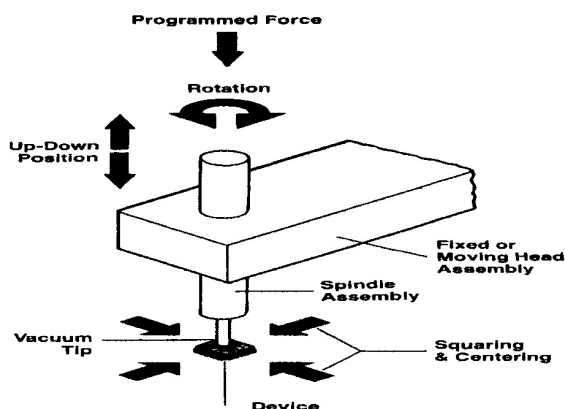 Programmed Force
Rotation
Up-Down
Position
Fixed or
Moving Head
Assembly
Spindle
Assembly
Vacuum
Tip
Squaring
& Centering
Device